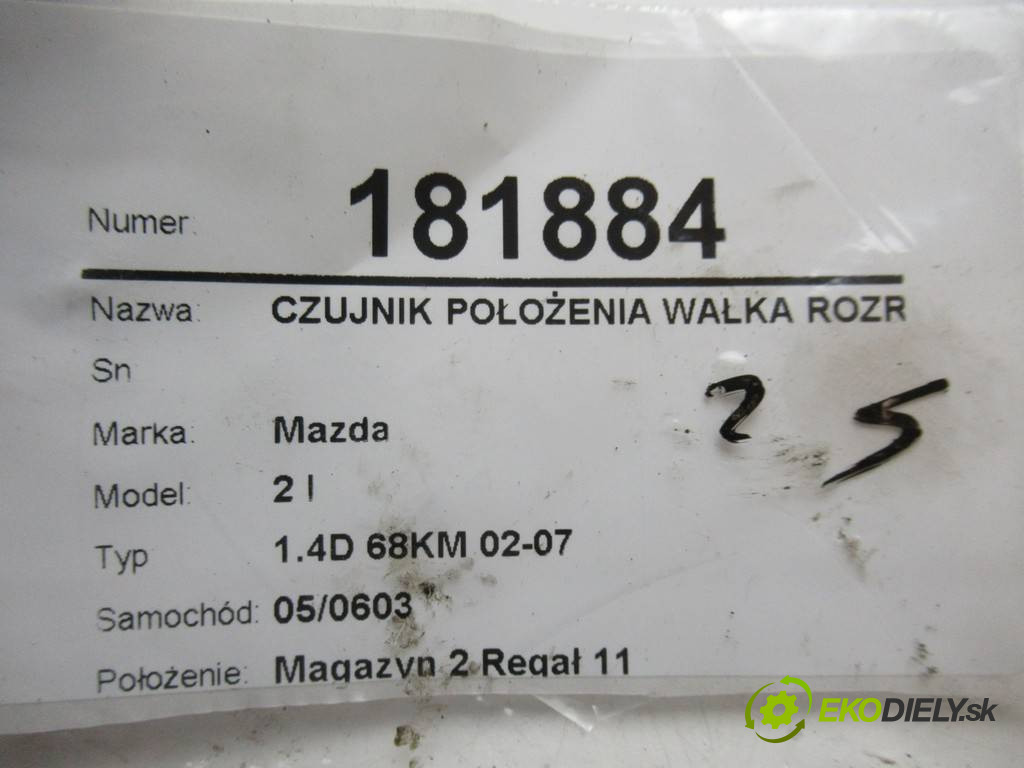 Numer: 181884
Nazwa: CZUJNIK POŁOŻENIA WAŁKA ROZR
Sn
Marka: Mazda
2 5
Model: 2 I
Typ 1.4D 68KM 02-07
Samochód: 05/0603
Położenie: Magazyn 2 Regał 11
EKODIELY.sk